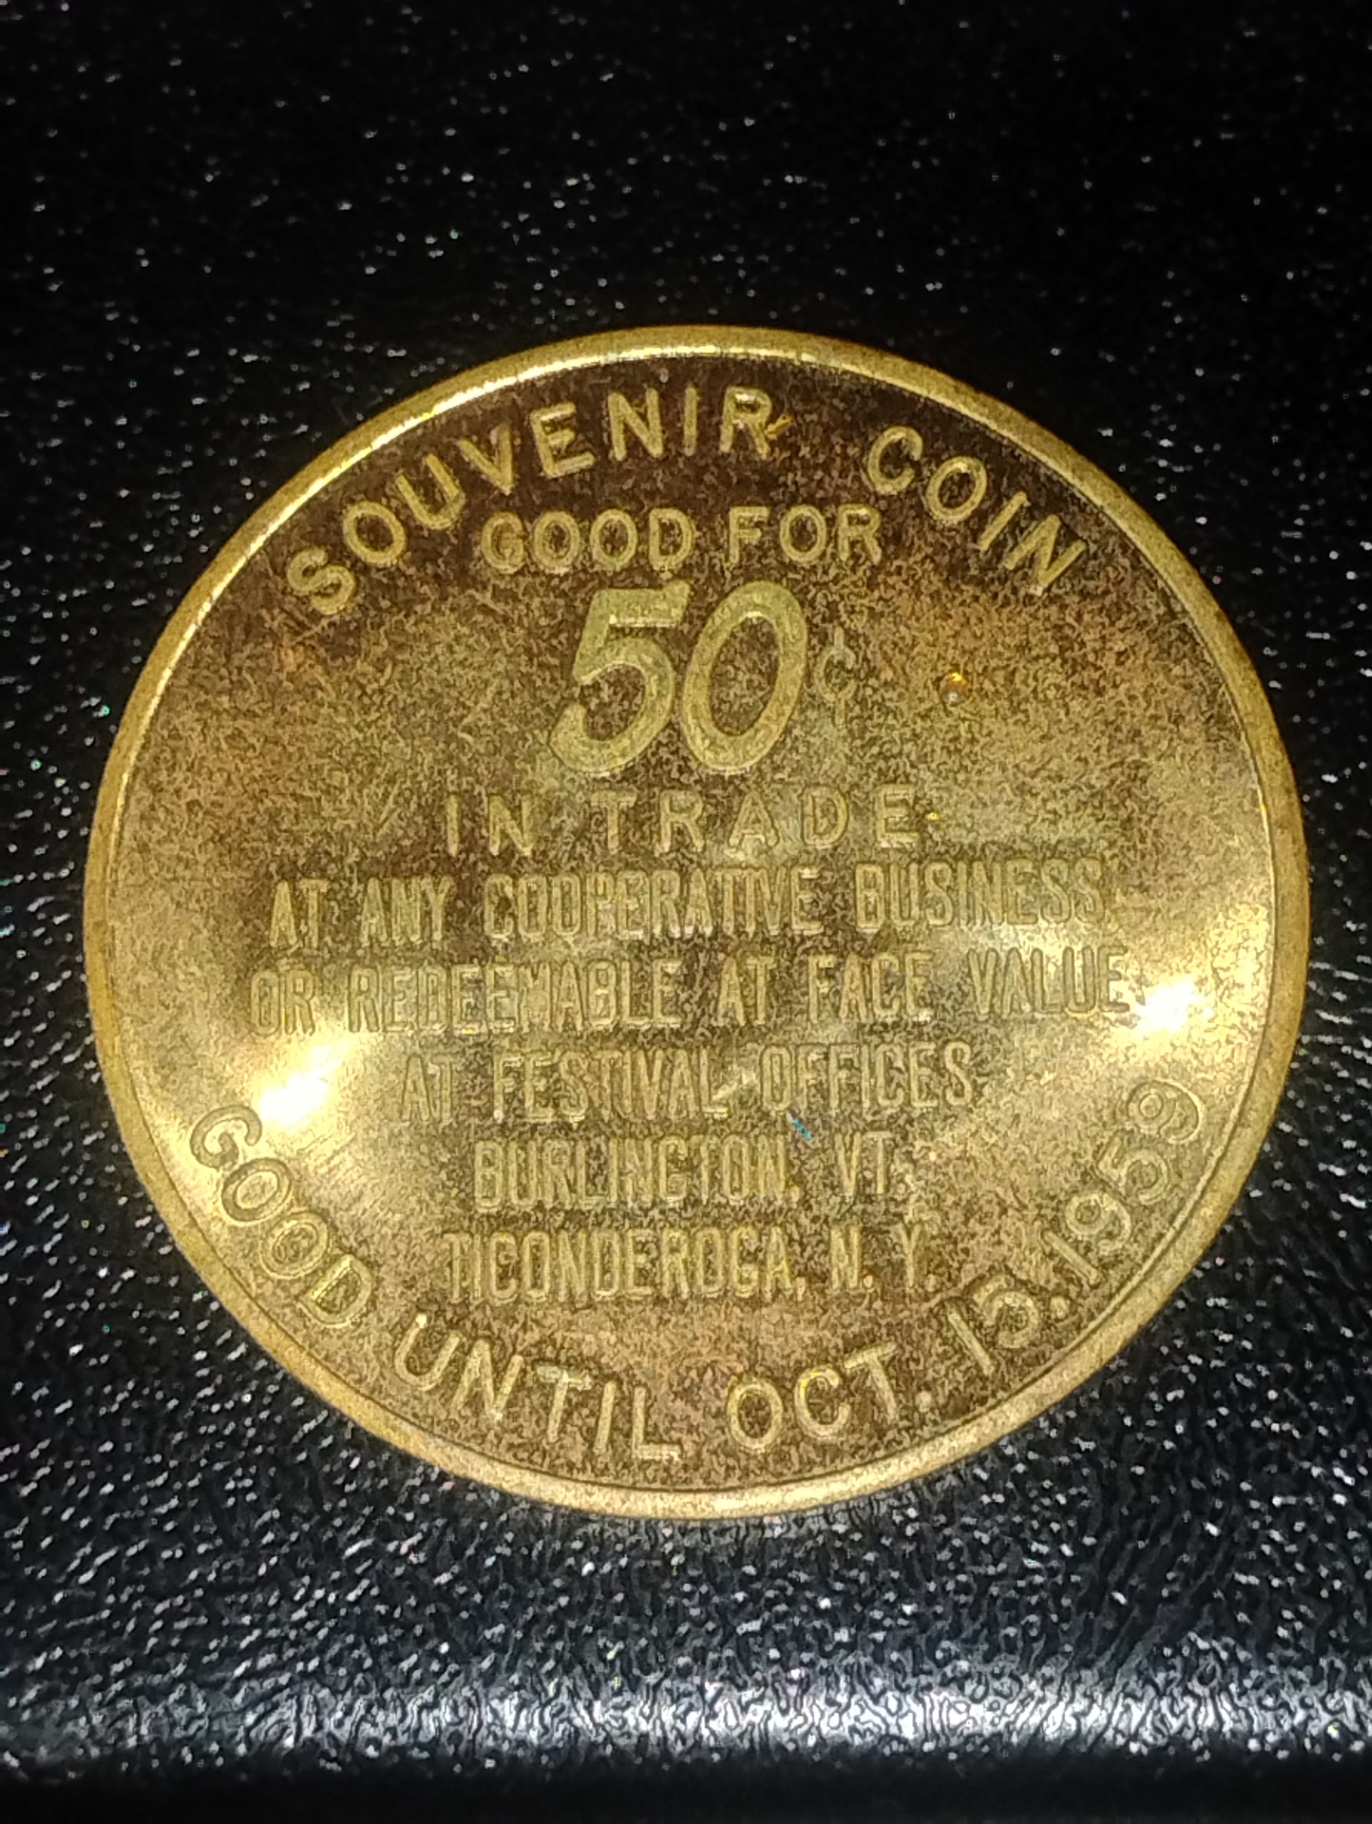 SOUVENIR COIN
GOOD FOR
50¢
IN TRADE
AT ANY COOPERATIVE BUSINESS,
OR REDEEMABLE AT FACE VALUE
AT FESTIVAL OFFICES
BURLINGTON, VT.
TICONDEROGA, N. Y.
GOOD UNTIL OCT. 15, 1959